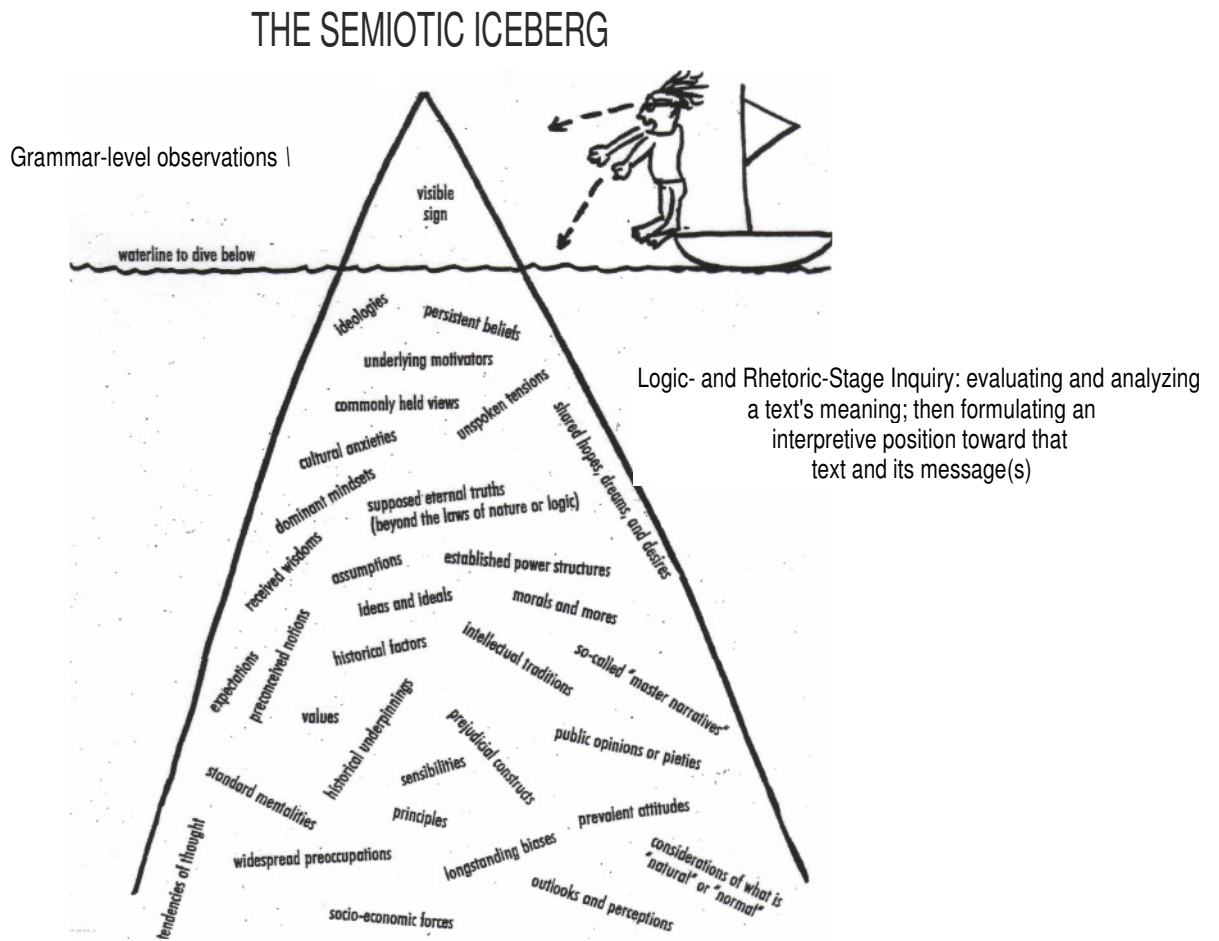 THE SEMIOTIC ICEBERG
Grammar-level observations \
visible
sign
waterline to dive below
ideologies
persistent beliefs
underlying motivators
Logic- and Rhetoric-Stage Inquiry: evaluating and analyzing
a text's meaning; then formulating an
interpretive position toward that
text and its message(s)
commonly held views
unspoken tensions
shared hopes, dreams, and desires
cultural anxieties
dominant mindsets
supposed eternal truths
(beyond the laws of nature or logic)
received wisdoms
assumptions
established power structures
ideas and ideals
morals and mores
historical factors
intellectual traditions
so-called "master narratives"
expectations
preconceived notions
values
historical underpinnings
prejudicial constructs
public opinions or pieties
sensibilities
standard mentalities
principles
prevalent attitudes
tendencies of thought
widespread preoccupations
longstanding biases
considerations of what is
"natural" or "normal"
outlooks and perceptions
socio-economic forces